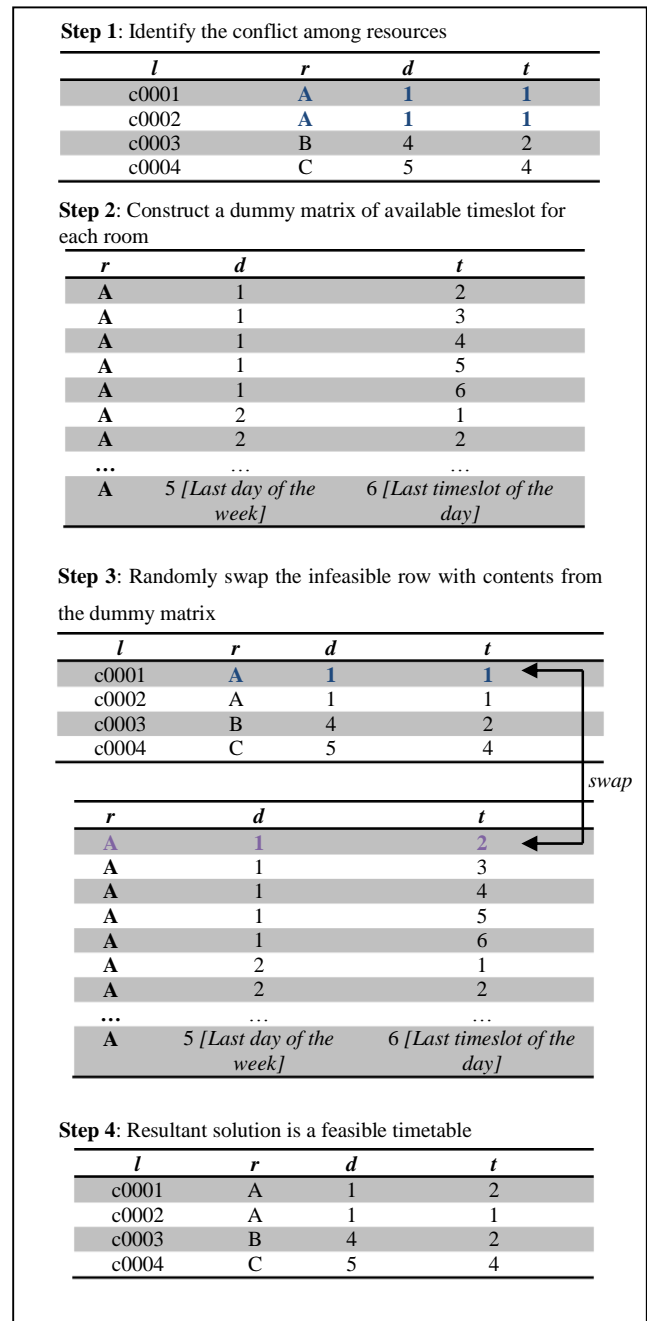 Step 1: Identify the conflict among resources
l r d t
c0001 A 1 1
c0002 A 1 1
c0003 B 4 2
c0004 C 5 4
Step 2: Construct a dummy matrix of available timeslot for
each room
r d t
A 1 2
A 1 3
A 1 4
A 1 5
A 1 6
A 2 1
A 2 2
... ... ...
A 5 [Last day of the 6 [Last timeslot of the
week] day]
Step 3: Randomly swap the infeasible row with contents from
the dummy matrix
l r d t
c0001 A 1 1
c0002 A 1 1
c0003 B 4 2
c0004 C 5 4
swap
r d t
A 1 2
A 1 3
A 1 4
A 1 5
A 1 6
A 2 1
A 2 2
... ... ...
A 5 [Last day of the 6 [Last timeslot of the
week] day]
Step 4: Resultant solution is a feasible timetable
l r d t
c0001 A 1 2
c0002 A 1 1
c0003 B 4 2
c0004 C 5 4